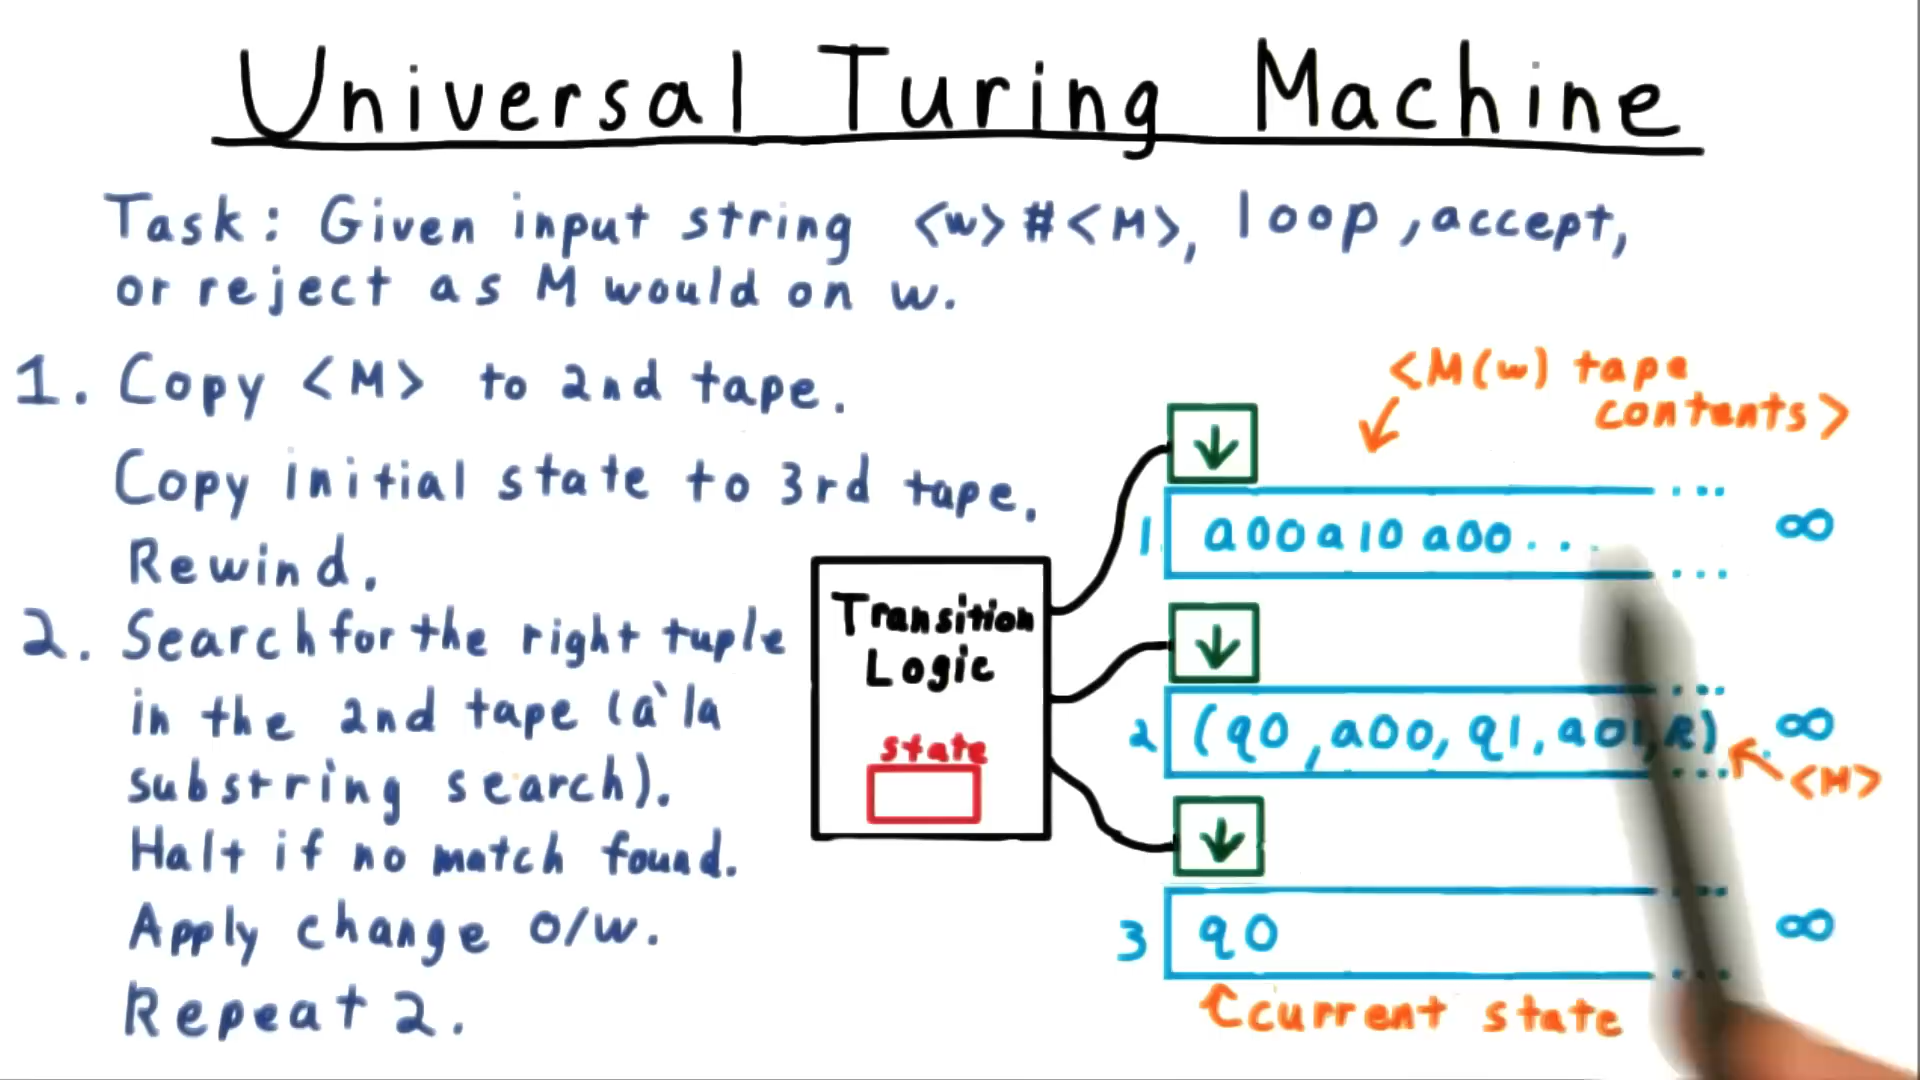 Universal Turing Machine
Task: Given input string <w>#<M>, loop, accept,
or reject as M would on w.
1. Copy <M> to 2nd tape.
Copy initial state to 3rd tape.
Rewind.
2. Search for the right tuple
in the 2nd tape (à la
substring search).
Halt if no match found.
Apply change o/w.
Repeat 2.
Transition
Logic
state
<M(w) tape
contents>
↓
1 a00a10a00... ∞
↓
2 (q0,a00,q1,a01,R) ∞
<M>
↓
3 q0 ∞
current state